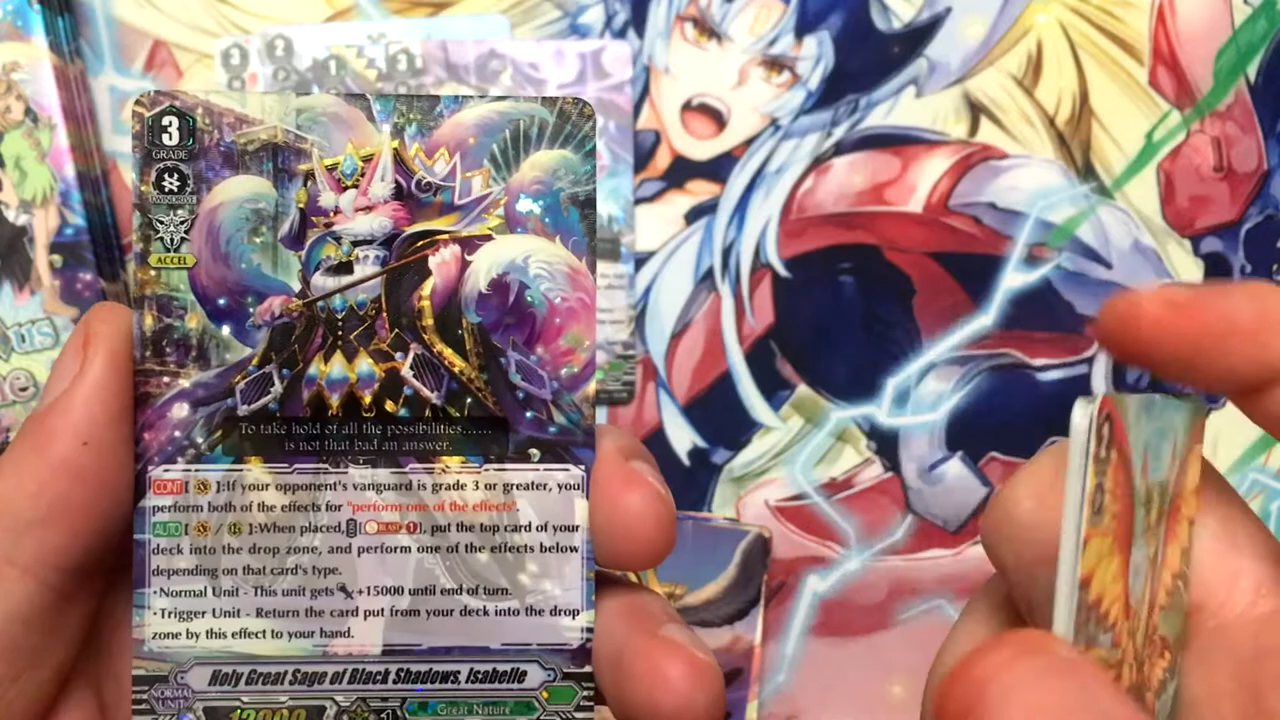 3
GRADE
TWINDRIVE
ACCEL
To take hold of all the possibilities......
is not that bad an answer.
CONT[ ]:If your opponent's vanguard is grade 3 or greater, you
perform both of the effects for "perform one of the effects".
AUTO[ / ]:When placed, [BLAST 1], put the top card of your
deck into the drop zone, and perform one of the effects below
depending on that card's type.
·Normal Unit - This unit gets +15000 until end of turn.
·Trigger Unit - Return the card put from your deck into the drop
zone by this effect to your hand.
Holy Great Sage of Black Shadows, Isabelle
NORMAL
UNIT
1
Great Nature